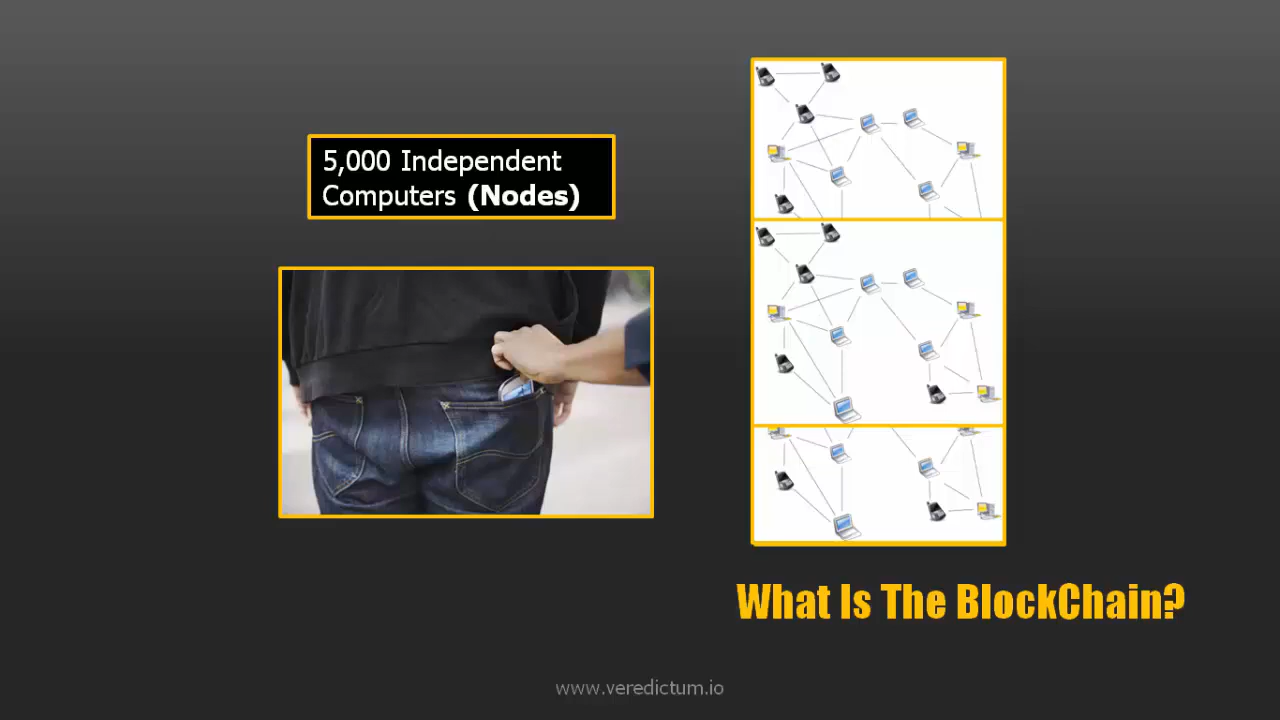 5,000 Independent
Computers (Nodes)
What Is The BlockChain?
www.veredictum.io